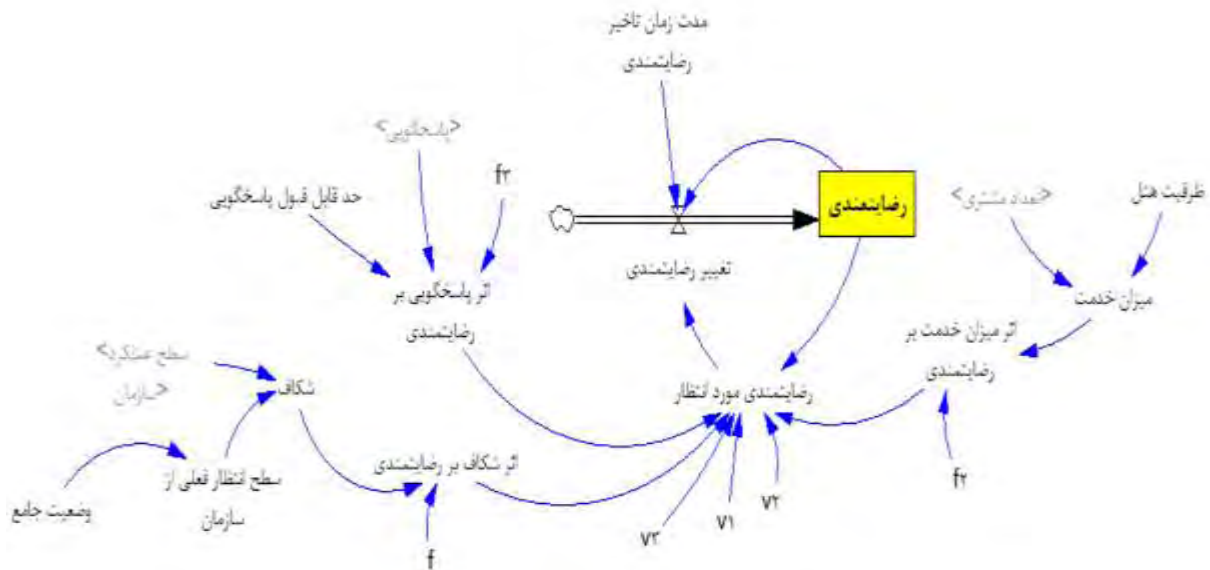 مدت زمان تاخیر
رضایتمندی
<پاسخگویی>
f۳
حد قابل قبول پاسخگویی
رضایتمندی
<تعداد مشتری>
ظرفیت هتل
تغییر رضایتمندی
اثر پاسخگویی بر
رضایتمندی
میزان خدمت
اثر میزان خدمت بر
رضایتمندی
<سطح عملکرد
سازمان>
شکاف
رضایتمندی مورد انتظار
اثر شکاف بر رضایتمندی
سطح انتظار فعلی از
سازمان
وضعیت جامع
f۲
v۲
v۱
v۳
f